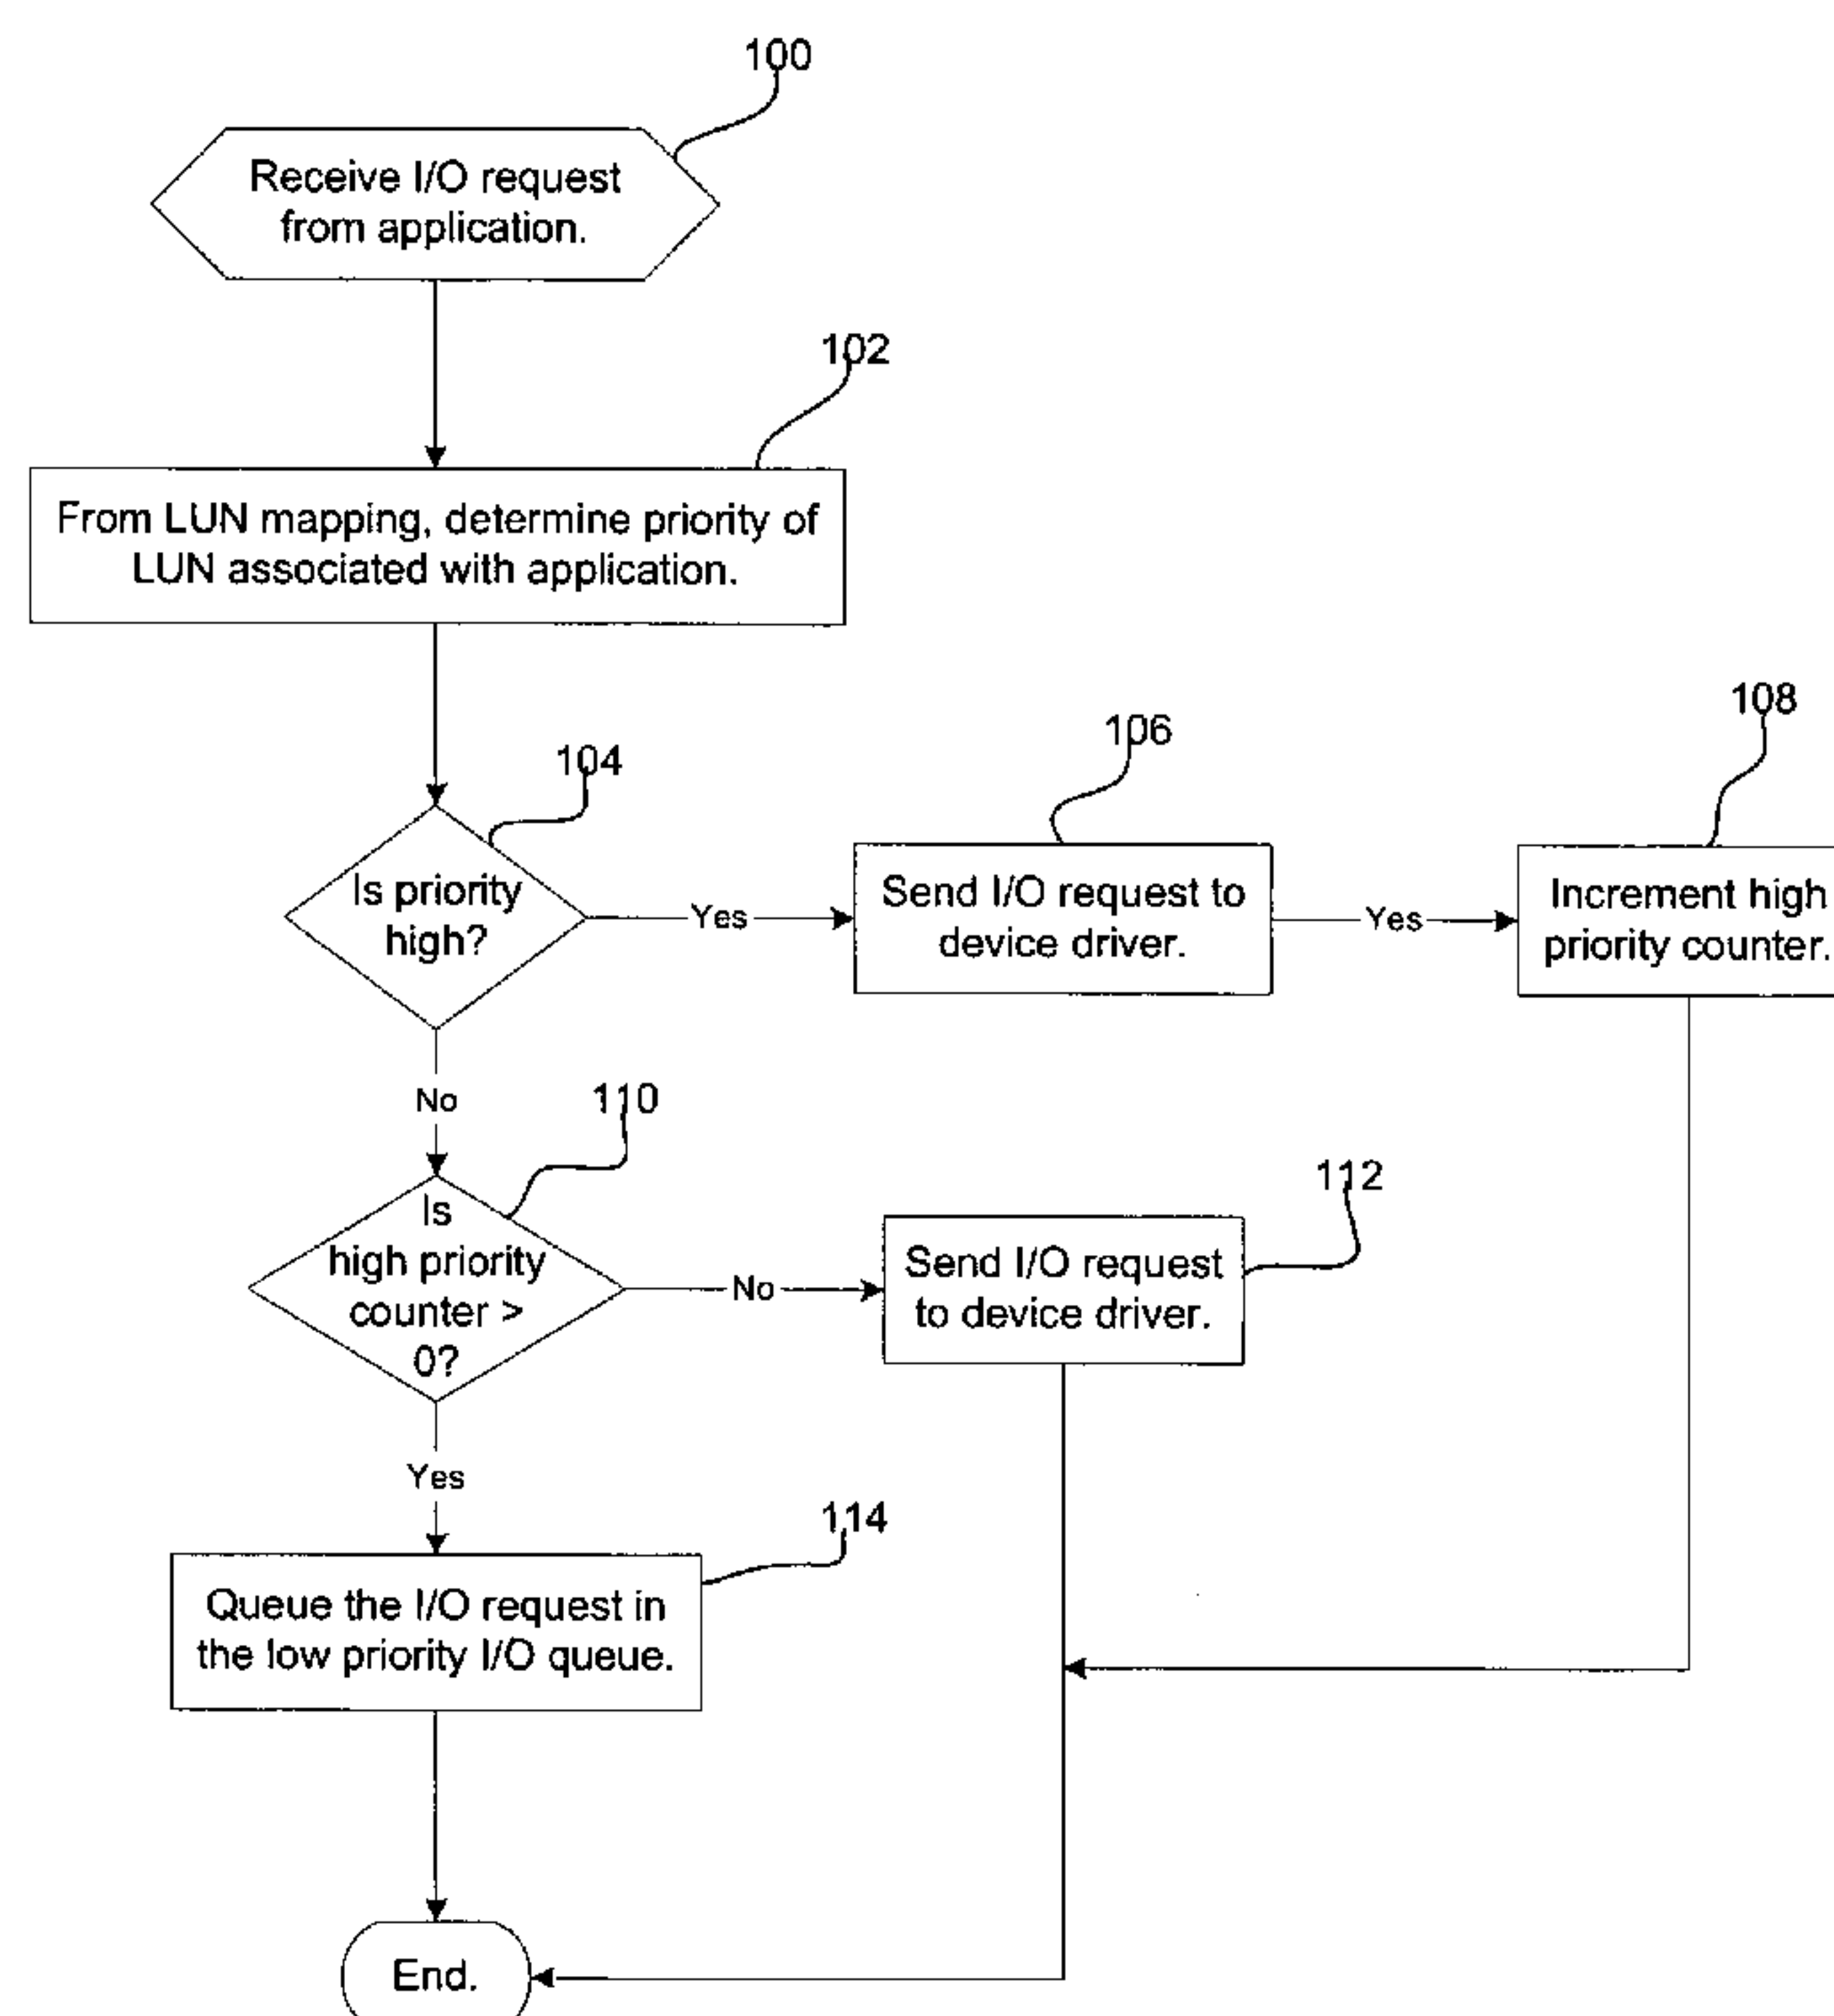 100
Receive I/O request
from application.
102
From LUN mapping, determine priority of
LUN associated with application.
104
Is priority
high?
Yes
106
Send I/O request to
device driver.
Yes
108
Increment high
priority counter.
No
110
Is
high priority
counter >
0?
No
112
Send I/O request
to device driver.
Yes
114
Queue the I/O request in
the low priority I/O queue.
End.